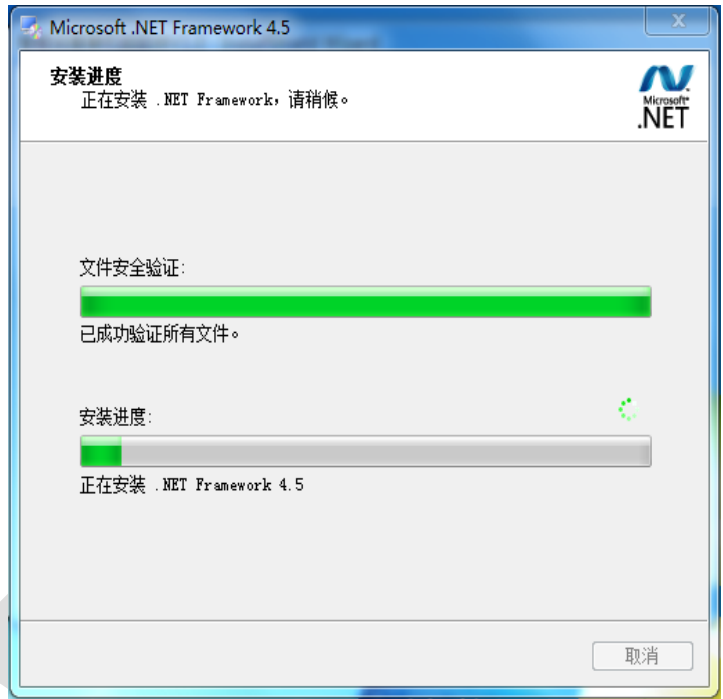 Microsoft .NET Framework 4.5
安装进度
正在安装 .NET Framework,请稍候。
Microsoft
.NET
文件安全验证:
已成功验证所有文件。
安装进度:
正在安装 .NET Framework 4.5
取消